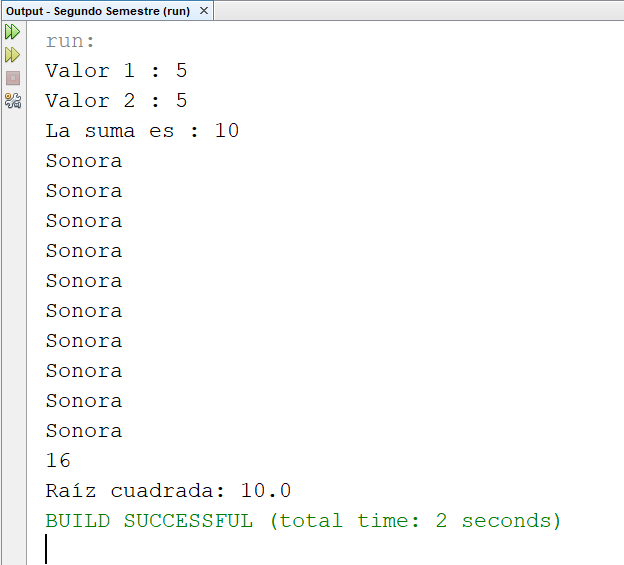 Output - Segundo Semestre (run) ×
run:
Valor 1 : 5
Valor 2 : 5
La suma es : 10
Sonora
Sonora
Sonora
Sonora
Sonora
Sonora
Sonora
Sonora
Sonora
Sonora
16
Raíz cuadrada: 10.0
BUILD SUCCESSFUL (total time: 2 seconds)